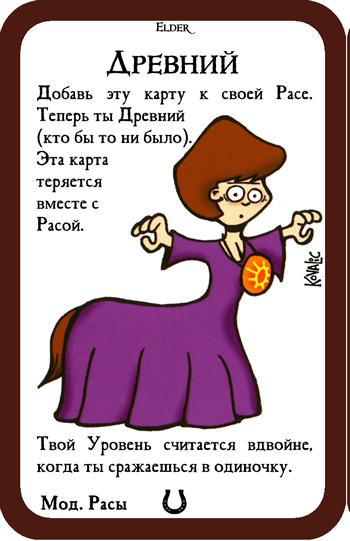 Elder
Древний
Добавь эту карту к своей Расе.
Теперь ты Древний
(кто бы то ни было).
Эта карта
теряется
вместе с
Расой.
Kovalic
Твой Уровень считается вдвойне,
когда ты сражаешься в одиночку.
Мод. Расы